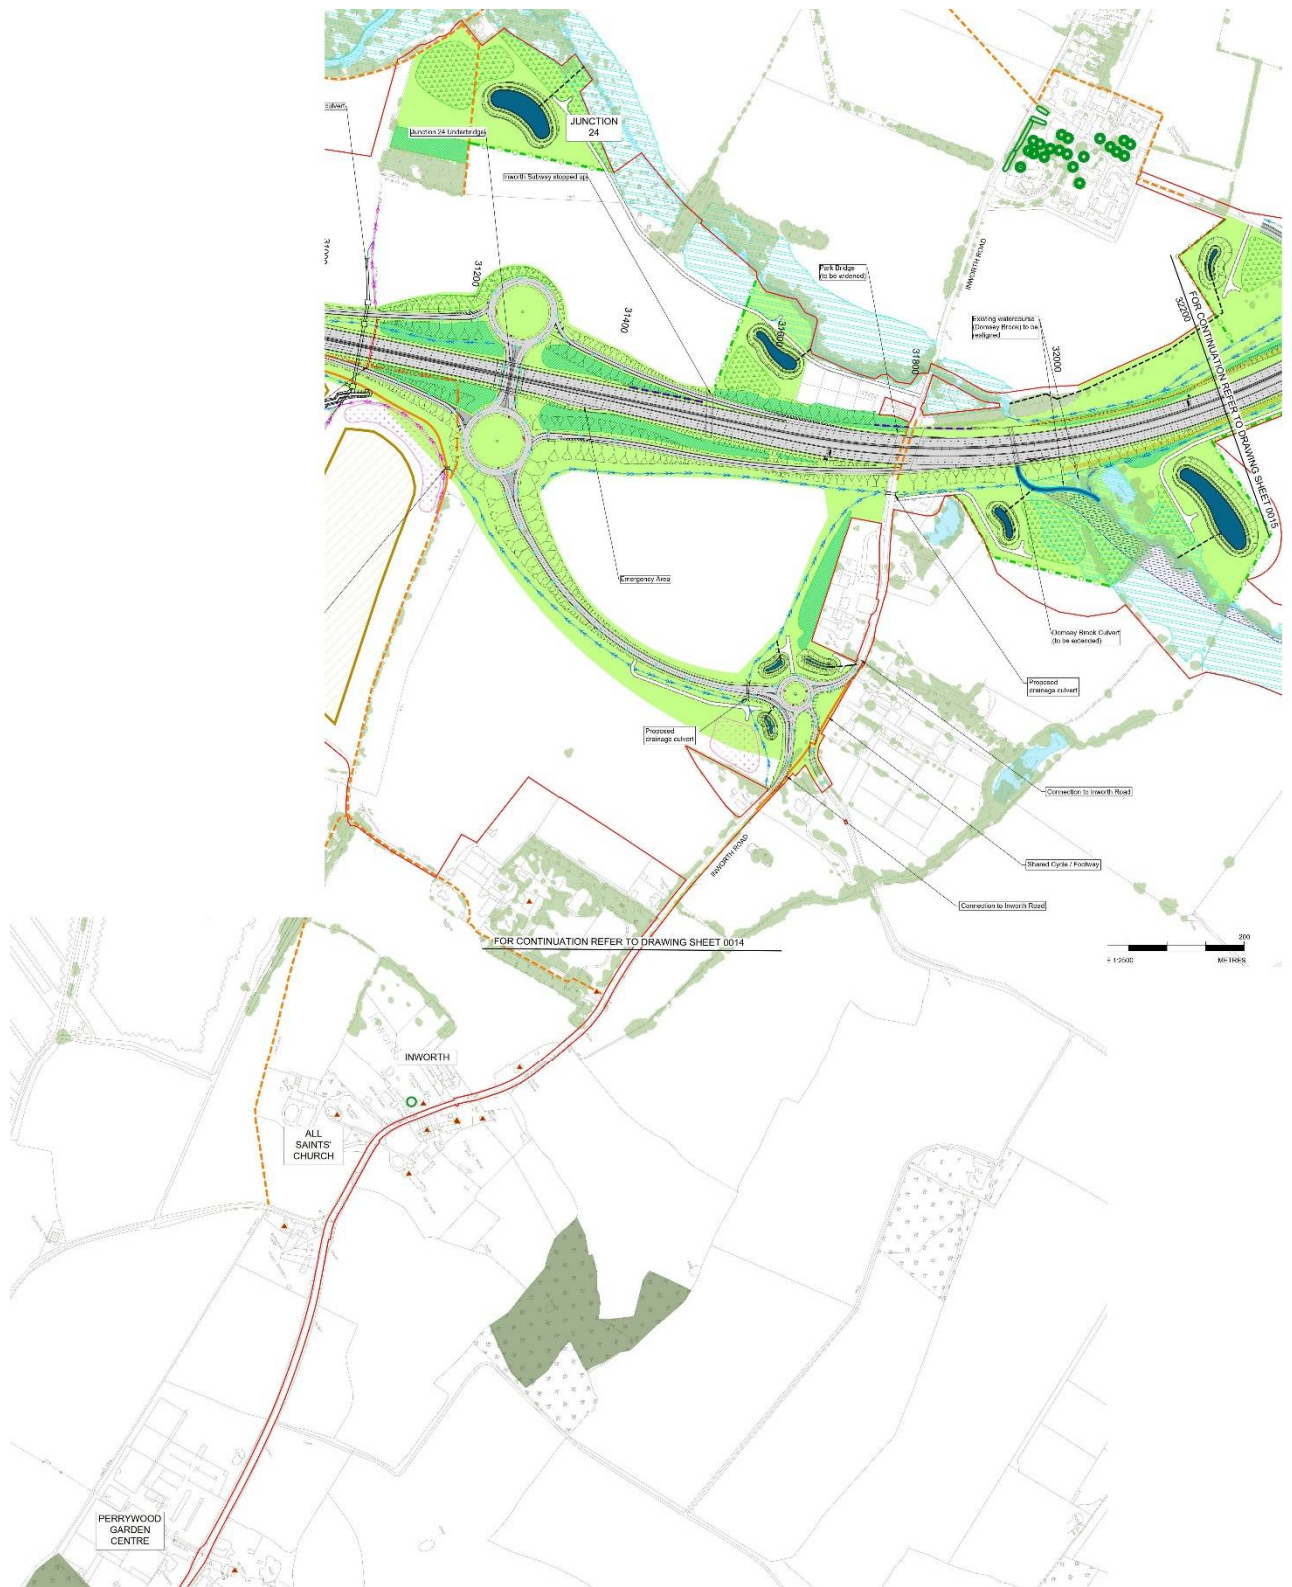 culvert
JUNCTION
24
Junction 24 Underbridge
Inworth Subway stopped up
INWORTH ROAD
31200
31400
31600
31800
32000
32200
Park Bridge
(to be widened)
Existing watercourse
(Domsey Brook) to be
realigned
FOR CONTINUATION REFER TO DRAWING SHEET 0015
Emergency Area
Domsey Brook Culvert
(to be extended)
Proposed
drainage culvert
Proposed
drainage culvert
Connection to Inworth Road
INWORTH ROAD
Shared Cycle / Footway
Connection to Inworth Road
FOR CONTINUATION REFER TO DRAWING SHEET 0014
200
E 1:2500
METRES
INWORTH
ALL
SAINTS'
CHURCH
PERRYWOOD
GARDEN
CENTRE